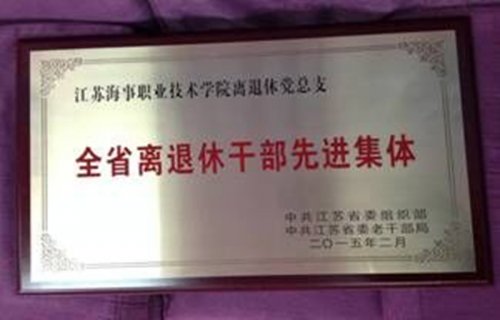 江苏海事职业技术学院离退休党总支
全省离退休干部先进集体
中共江苏省委组织部
中共江苏省委老干部局
二〇一五年二月